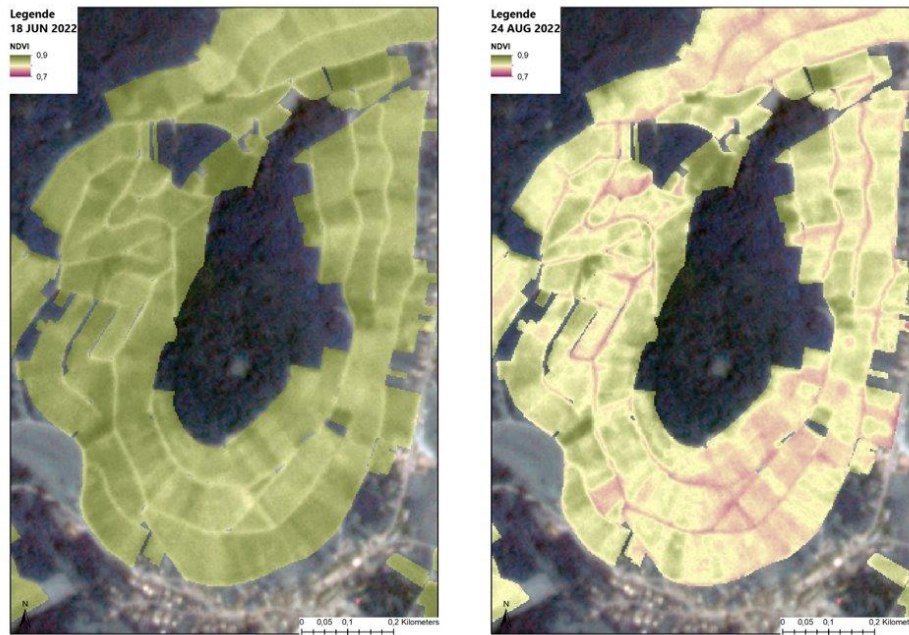 Legende
18 JUN 2022
NDVI
0,9
0,7
N
0 0,05 0,1 0,2 Kilometers
Legende
24 AUG 2022
NDVI
0,9
0,7
N
0 0,05 0,1 0,2 Kilometers